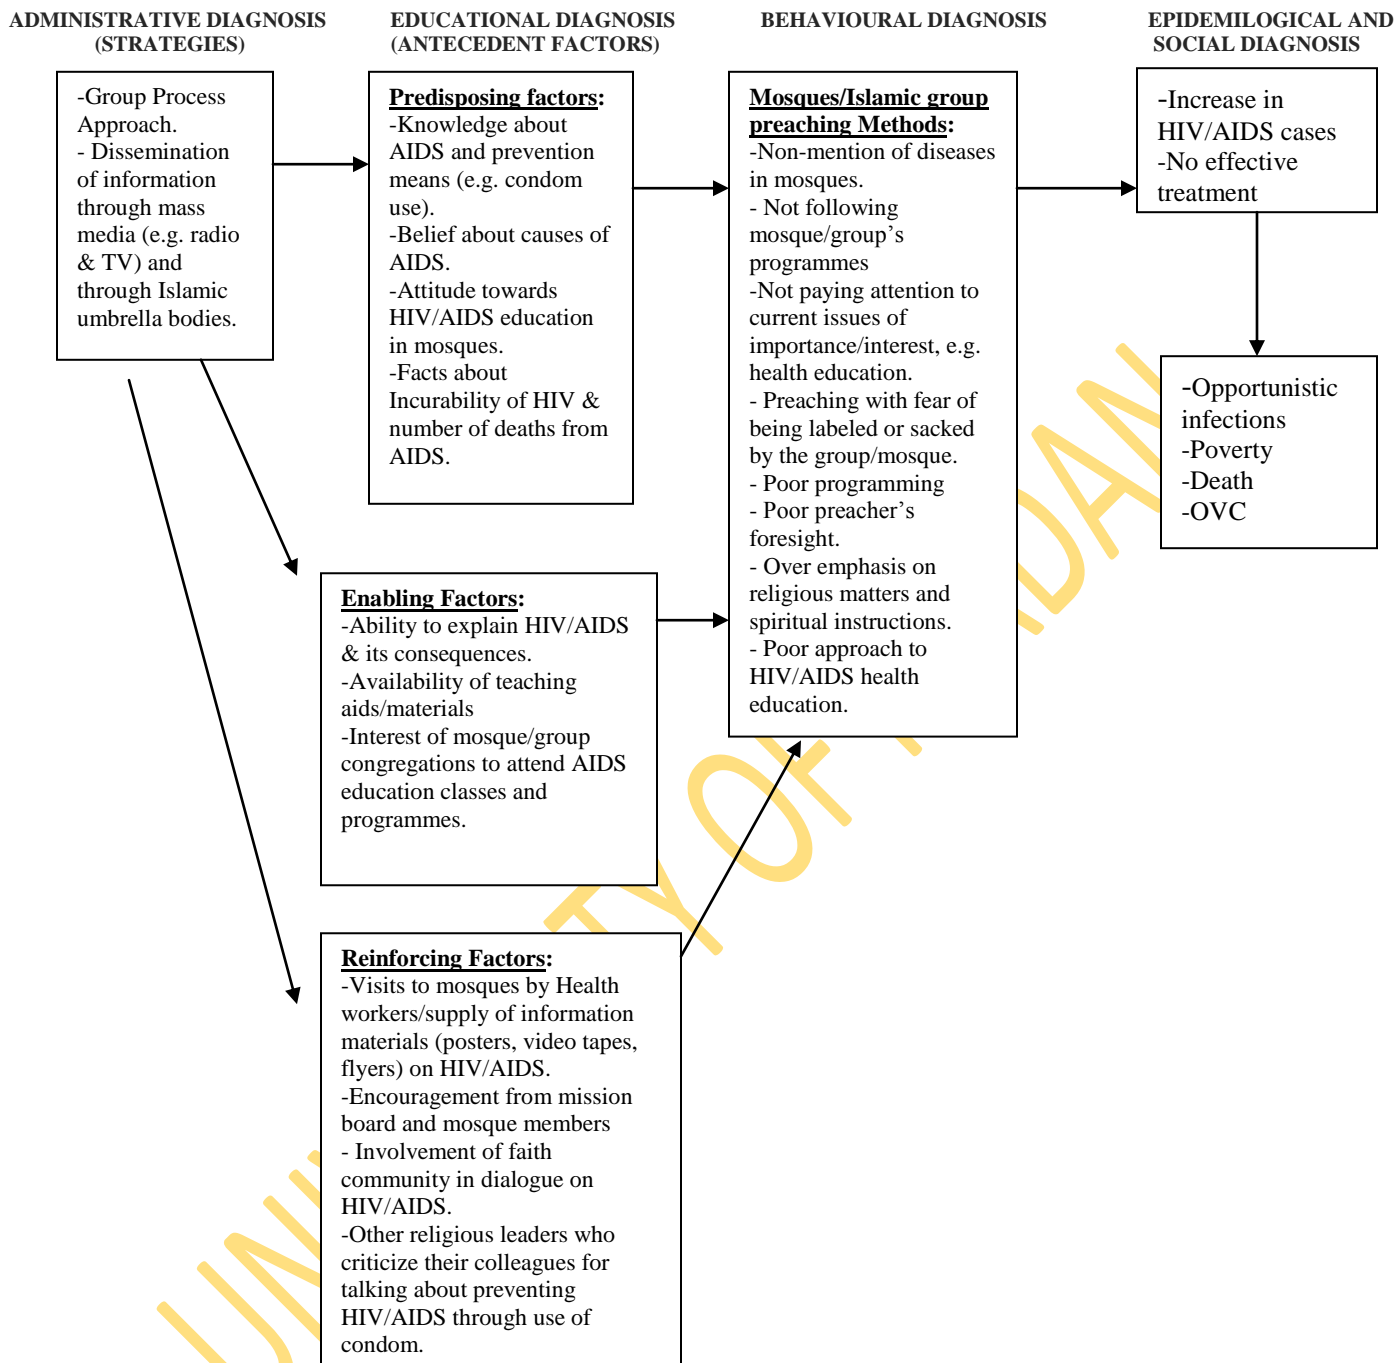 ADMINISTRATIVE DIAGNOSIS
(STRATEGIES)
EDUCATIONAL DIAGNOSIS
(ANTECEDENT FACTORS)
BEHAVIOURAL DIAGNOSIS
EPIDEMILOGICAL AND
SOCIAL DIAGNOSIS
-Group Process
Approach.
- Dissemination
of information
through mass
media (e.g. radio
& TV) and
through Islamic
umbrella bodies.
Predisposing factors:
-Knowledge about
AIDS and prevention
means (e.g. condom
use).
-Belief about causes of
AIDS.
-Attitude towards
HIV/AIDS education
in mosques.
-Facts about
Incurability of HIV &
number of deaths from
AIDS.
Enabling Factors:
-Ability to explain HIV/AIDS
& its consequences.
-Availability of teaching
aids/materials
-Interest of mosque/group
congregations to attend AIDS
education classes and
programmes.
Reinforcing Factors:
-Visits to mosques by Health
workers/supply of information
materials (posters, video tapes,
flyers) on HIV/AIDS.
-Encouragement from mission
board and mosque members
- Involvement of faith
community in dialogue on
HIV/AIDS.
-Other religious leaders who
criticize their colleagues for
talking about preventing
HIV/AIDS through use of
condom.
Mosques/Islamic group
preaching Methods:
-Non-mention of diseases
in mosques.
- Not following
mosque/group’s
programmes
-Not paying attention to
current issues of
importance/interest, e.g.
health education.
- Preaching with fear of
being labeled or sacked
by the group/mosque.
- Poor programming
- Poor preacher’s
foresight.
- Over emphasis on
religious matters and
spiritual instructions.
- Poor approach to
HIV/AIDS health
education.
-Increase in
HIV/AIDS cases
-No effective
treatment
-Opportunistic
infections
-Poverty
-Death
-OVC
OF